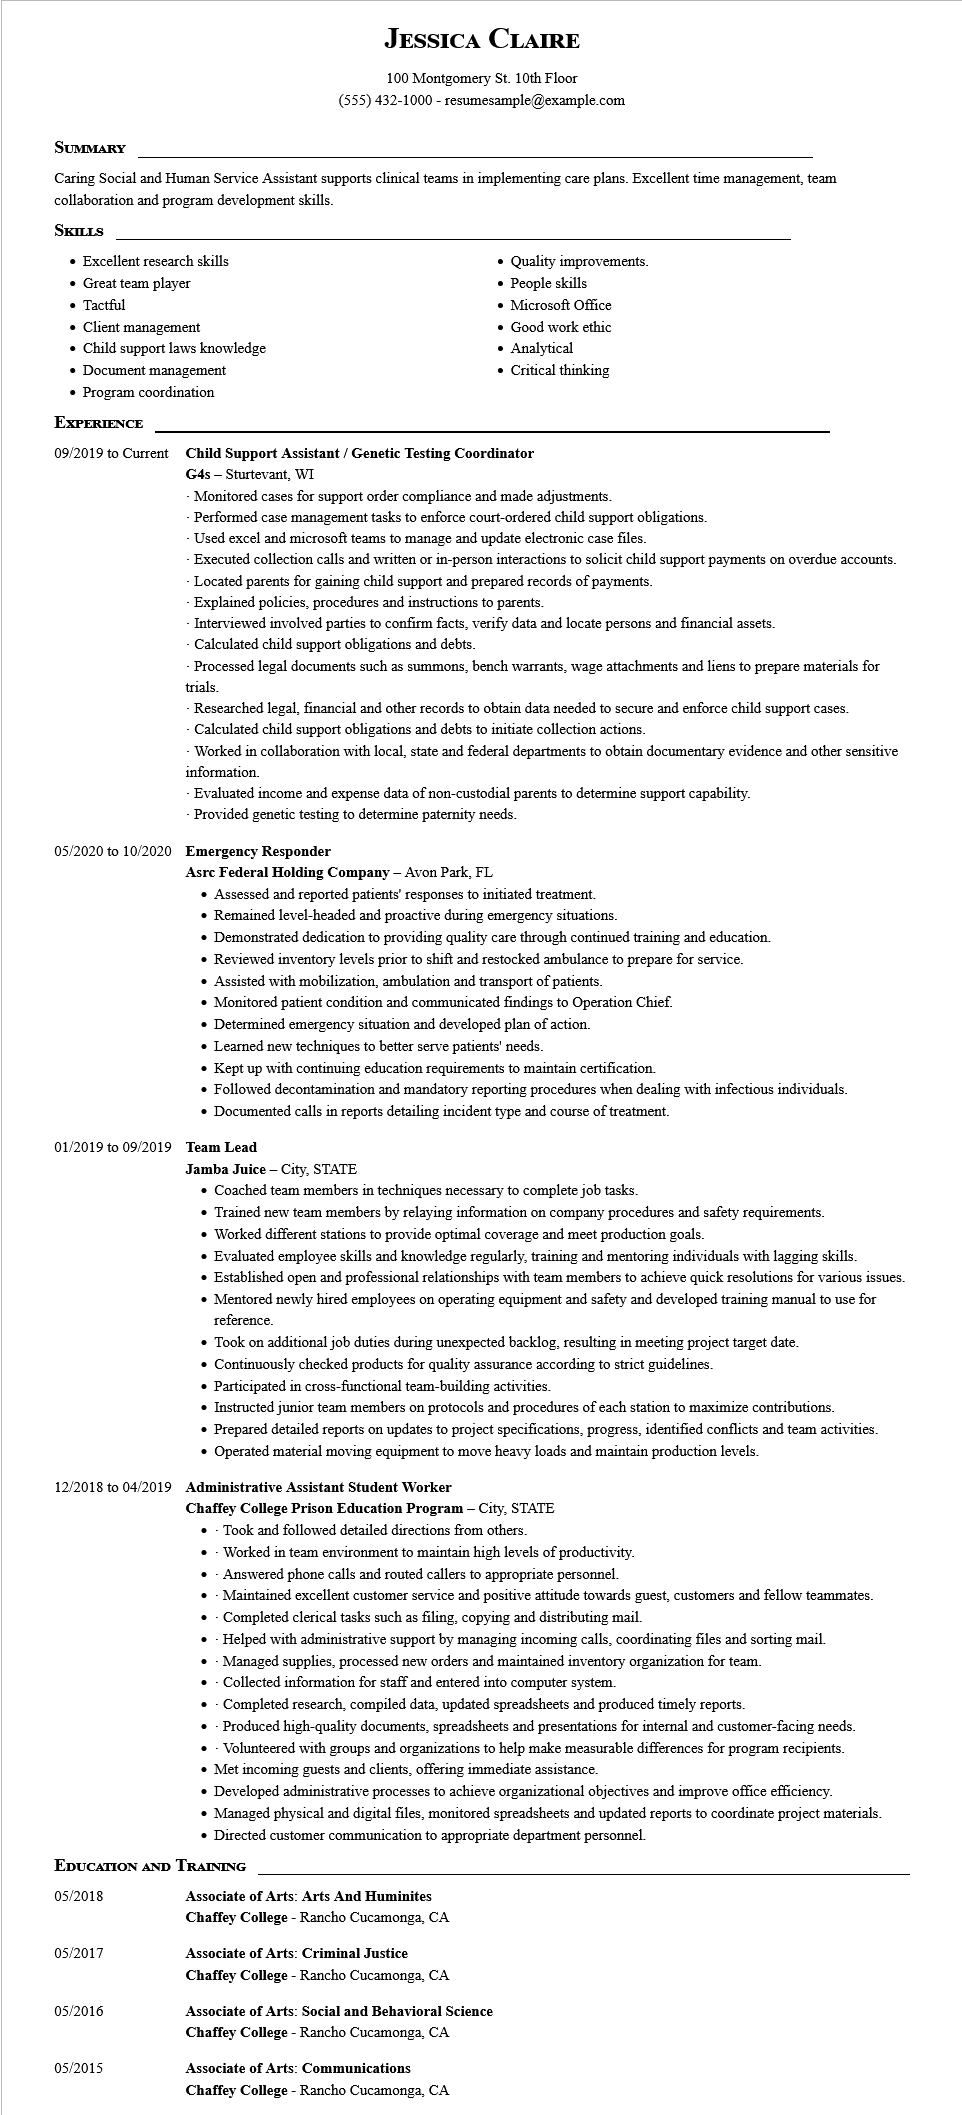 Jessica Claire
100 Montgomery St. 10th Floor
(555) 432-1000 - resumesample@example.com
Summary
Caring Social and Human Service Assistant supports clinical teams in implementing care plans. Excellent time management, team
collaboration and program development skills.
Skills
• Excellent research skills
• Great team player
• Tactful
• Client management
• Child support laws knowledge
• Document management
• Program coordination
• Quality improvements.
• People skills
• Microsoft Office
• Good work ethic
• Analytical
• Critical thinking
Experience
09/2019 to Current Child Support Assistant / Genetic Testing Coordinator
G4s – Sturtevant, WI
· Monitored cases for support order compliance and made adjustments.
· Performed case management tasks to enforce court-ordered child support obligations.
· Used excel and microsoft teams to manage and update electronic case files.
· Executed collection calls and written or in-person interactions to solicit child support payments on overdue accounts.
· Located parents for gaining child support and prepared records of payments.
· Explained policies, procedures and instructions to parents.
· Interviewed involved parties to confirm facts, verify data and locate persons and financial assets.
· Calculated child support obligations and debts.
· Processed legal documents such as summons, bench warrants, wage attachments and liens to prepare materials for
trials.
· Researched legal, financial and other records to obtain data needed to secure and enforce child support cases.
· Calculated child support obligations and debts to initiate collection actions.
· Worked in collaboration with local, state and federal departments to obtain documentary evidence and other sensitive
information.
· Evaluated income and expense data of non-custodial parents to determine support capability.
· Provided genetic testing to determine paternity needs.
05/2020 to 10/2020 Emergency Responder
Asrc Federal Holding Company – Avon Park, FL
• Assessed and reported patients' responses to initiated treatment.
• Remained level-headed and proactive during emergency situations.
• Demonstrated dedication to providing quality care through continued training and education.
• Reviewed inventory levels prior to shift and restocked ambulance to prepare for service.
• Assisted with mobilization, ambulation and transport of patients.
• Monitored patient condition and communicated findings to Operation Chief.
• Determined emergency situation and developed plan of action.
• Learned new techniques to better serve patients' needs.
• Kept up with continuing education requirements to maintain certification.
• Followed decontamination and mandatory reporting procedures when dealing with infectious individuals.
• Documented calls in reports detailing incident type and course of treatment.
01/2019 to 09/2019 Team Lead
Jamba Juice – City, STATE
• Coached team members in techniques necessary to complete job tasks.
• Trained new team members by relaying information on company procedures and safety requirements.
• Worked different stations to provide optimal coverage and meet production goals.
• Evaluated employee skills and knowledge regularly, training and mentoring individuals with lagging skills.
• Established open and professional relationships with team members to achieve quick resolutions for various issues.
• Mentored newly hired employees on operating equipment and safety and developed training manual to use for
reference.
• Took on additional job duties during unexpected backlog, resulting in meeting project target date.
• Continuously checked products for quality assurance according to strict guidelines.
• Participated in cross-functional team-building activities.
• Instructed junior team members on protocols and procedures of each station to maximize contributions.
• Prepared detailed reports on updates to project specifications, progress, identified conflicts and team activities.
• Operated material moving equipment to move heavy loads and maintain production levels.
12/2018 to 04/2019 Administrative Assistant Student Worker
Chaffey College Prison Education Program – City, STATE
• · Took and followed detailed directions from others.
• · Worked in team environment to maintain high levels of productivity.
• · Answered phone calls and routed callers to appropriate personnel.
• · Maintained excellent customer service and positive attitude towards guest, customers and fellow teammates.
• · Completed clerical tasks such as filing, copying and distributing mail.
• · Helped with administrative support by managing incoming calls, coordinating files and sorting mail.
• · Managed supplies, processed new orders and maintained inventory organization for team.
• · Collected information for staff and entered into computer system.
• · Completed research, compiled data, updated spreadsheets and produced timely reports.
• · Produced high-quality documents, spreadsheets and presentations for internal and customer-facing needs.
• · Volunteered with groups and organizations to help make measurable differences for program recipients.
• Met incoming guests and clients, offering immediate assistance.
• Developed administrative processes to achieve organizational objectives and improve office efficiency.
• Managed physical and digital files, monitored spreadsheets and updated reports to coordinate project materials.
• Directed customer communication to appropriate department personnel.
Education and Training
05/2018 Associate of Arts: Arts And Huminites
Chaffey College - Rancho Cucamonga, CA
05/2017 Associate of Arts: Criminal Justice
Chaffey College - Rancho Cucamonga, CA
05/2016 Associate of Arts: Social and Behavioral Science
Chaffey College - Rancho Cucamonga, CA
05/2015 Associate of Arts: Communications
Chaffey College - Rancho Cucamonga, CA